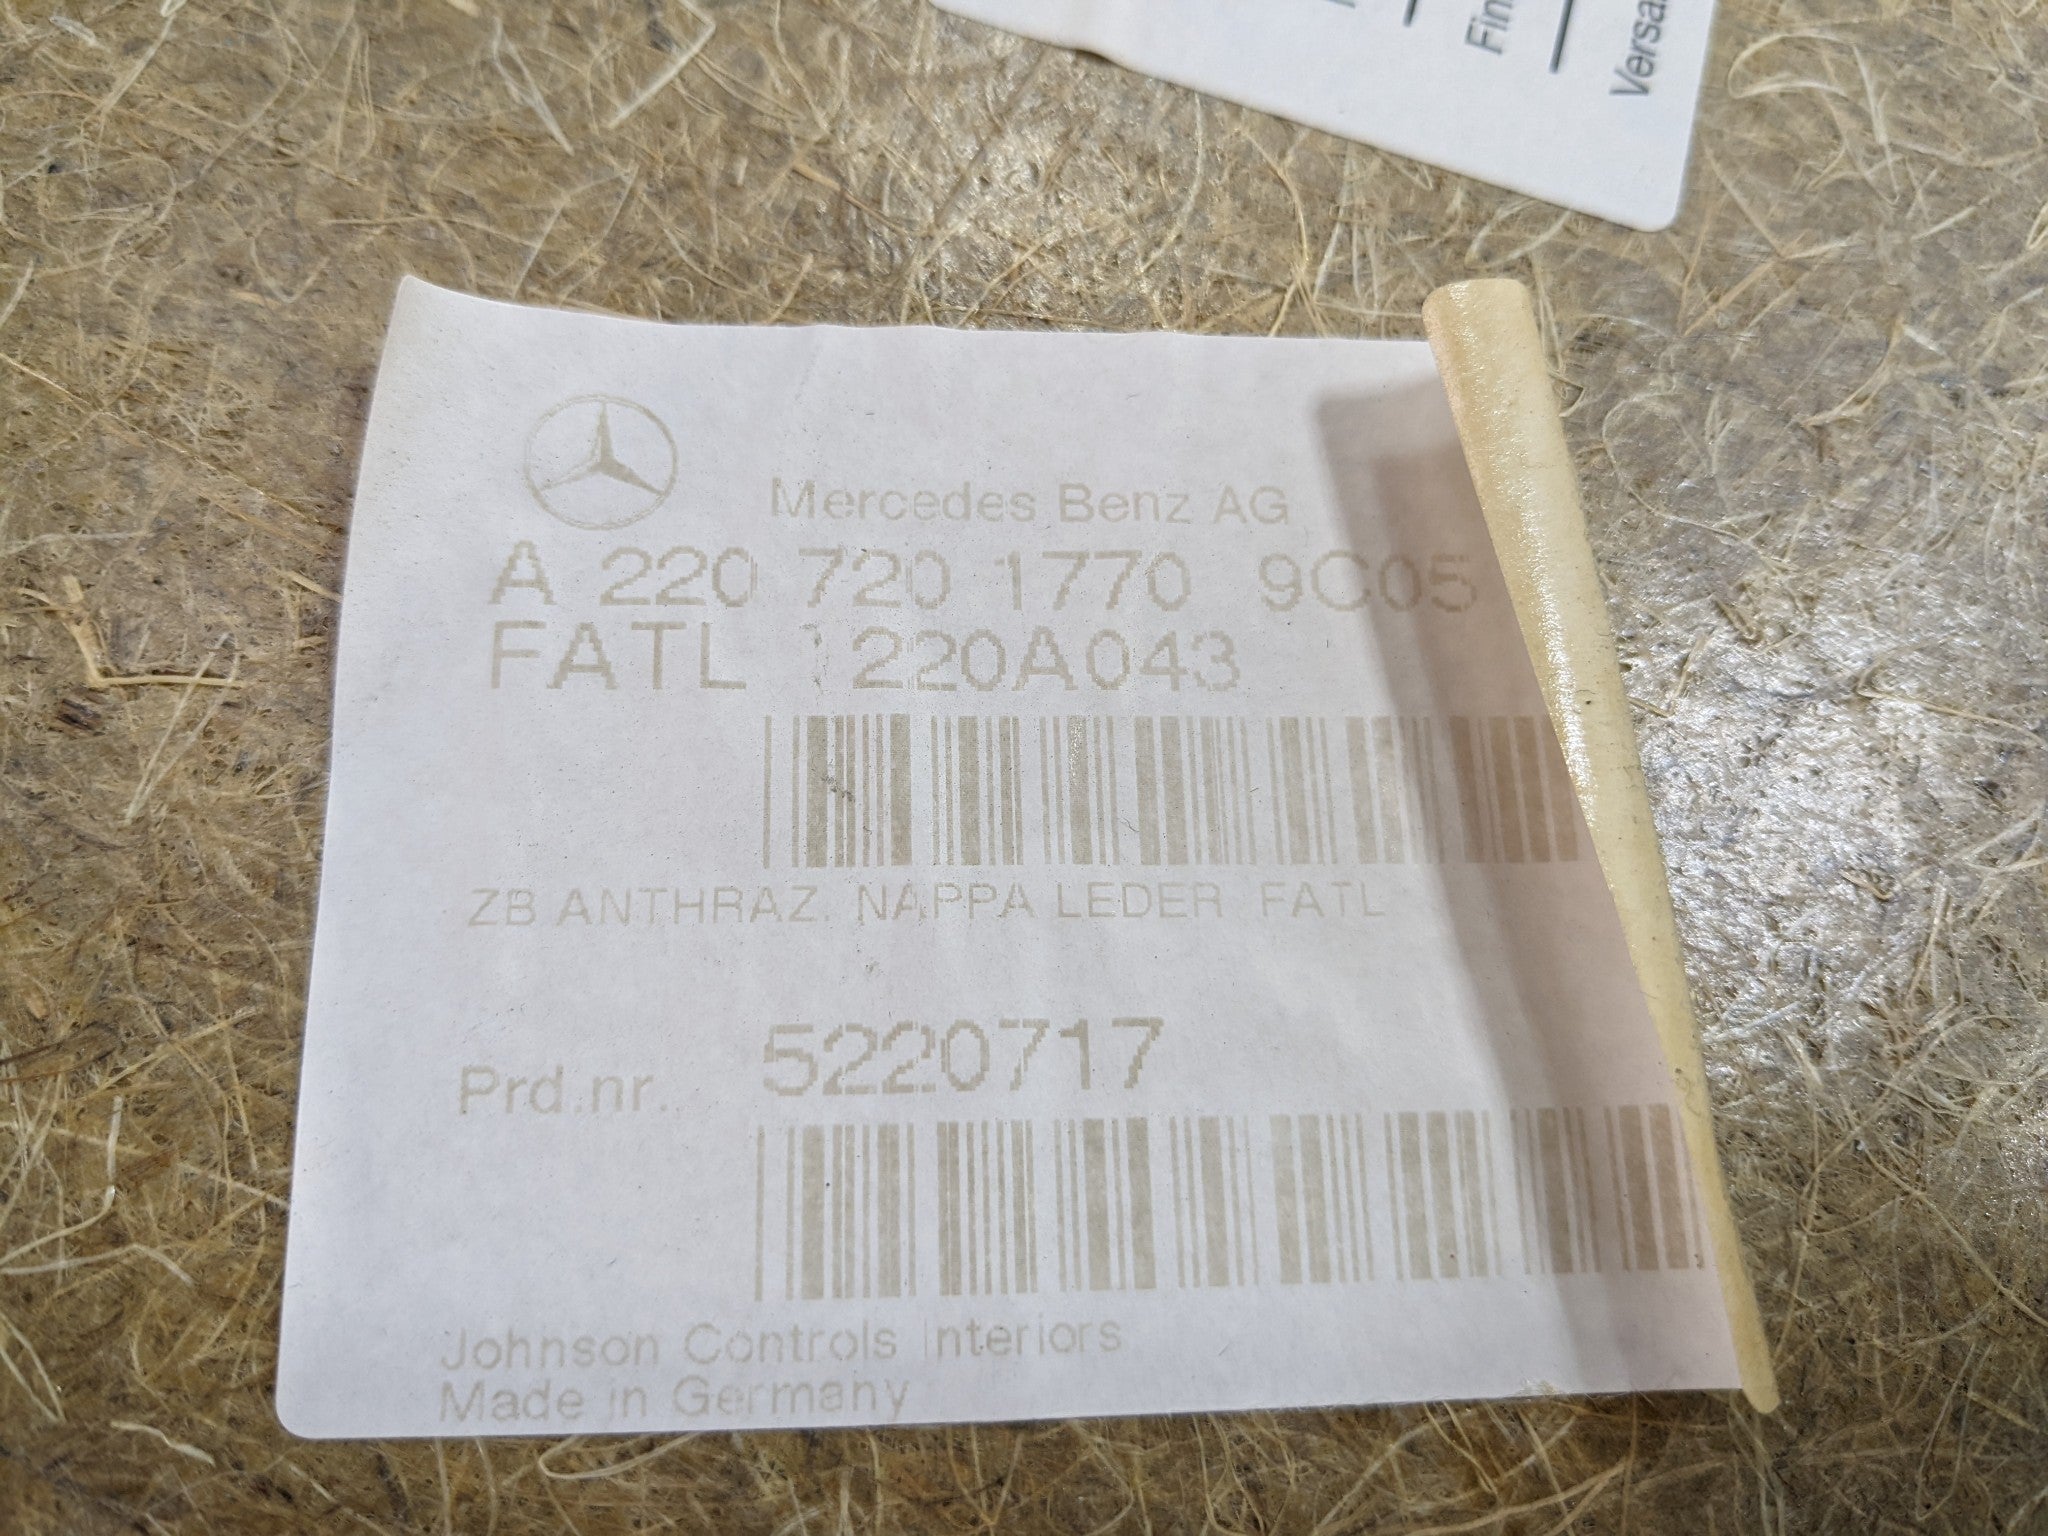 Versa
Mercedes Benz AG
A 220 720 1770 9C05
FATL 220A043
ZB ANTHRAZ. NAPPA LEDER FATL
Prd.nr. 5220717
Johnson Controls Interiors
Made in Germany